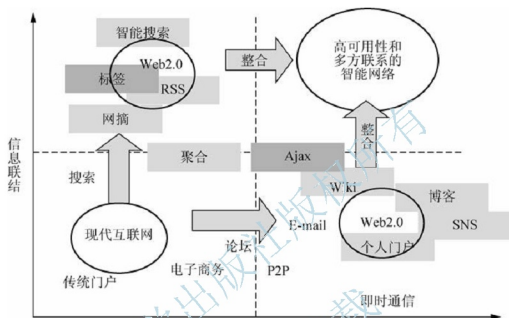 智能搜索
Web2.0
标签
RSS
网摘
整合
高可用性和
多方联系的
智能网络
整合
信息联结
搜索
聚合
Ajax
Wiki
博客
现代互联网
E-mail
Web2.0
SNS
论坛
个人门户
传统门户
电子商务
P2P
即时通信